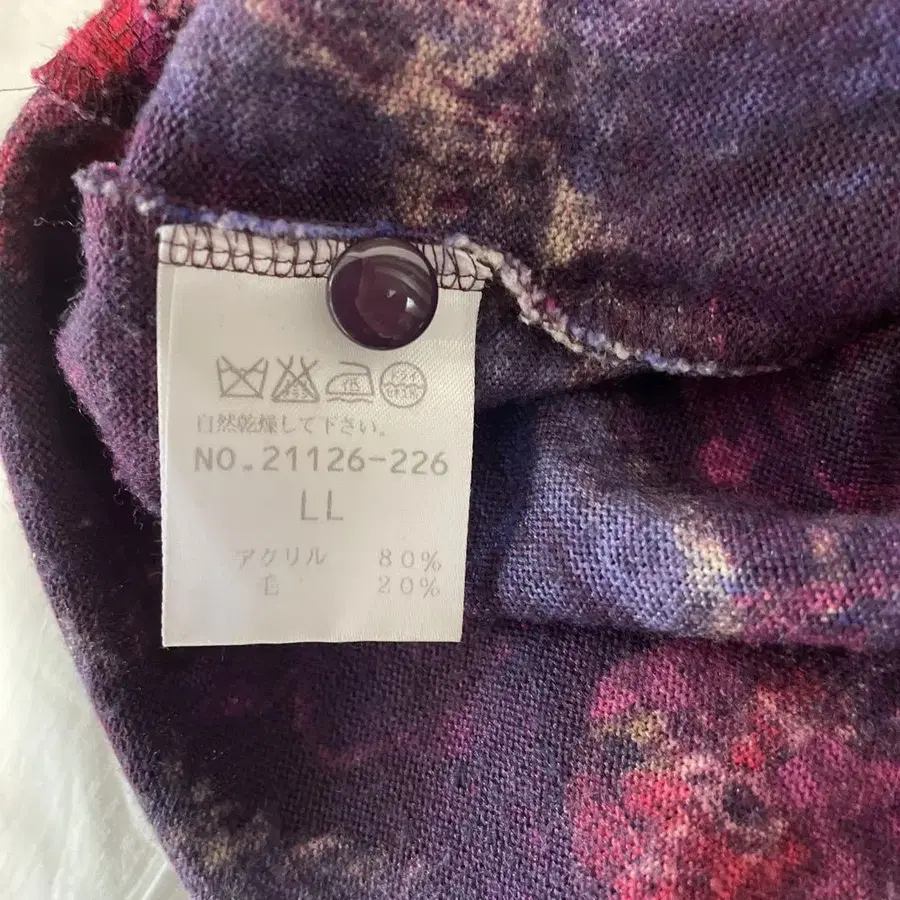 自然乾燥して下さい。
NO.21126-226
LL
アクリル 80%
毛 20%